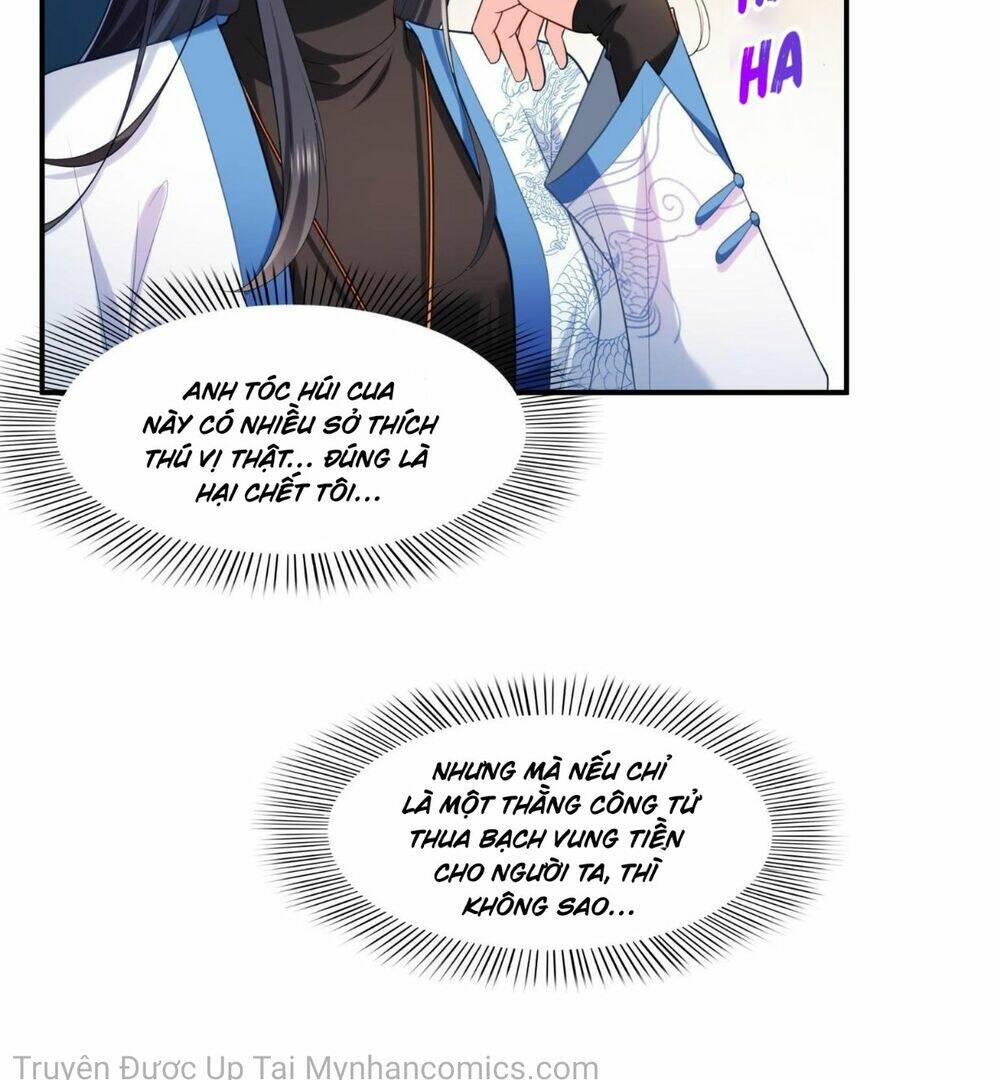 HA
ANH TÓC HÚI CUA
NÀY CÓ NHIỀU SỞ THÍCH
THÚ VỊ THẬT... ĐÚNG LÀ
HẠI CHẾT TÔI...
NHƯNG MÀ NẾU CHỈ
LÀ MỘT THẰNG CÔNG TỬ
THUA BẠCH VUNG TIỀN
CHO NGƯỜI TA, THÌ
KHÔNG SAO...
Truyện Được Up Tại Mynhancomics.com